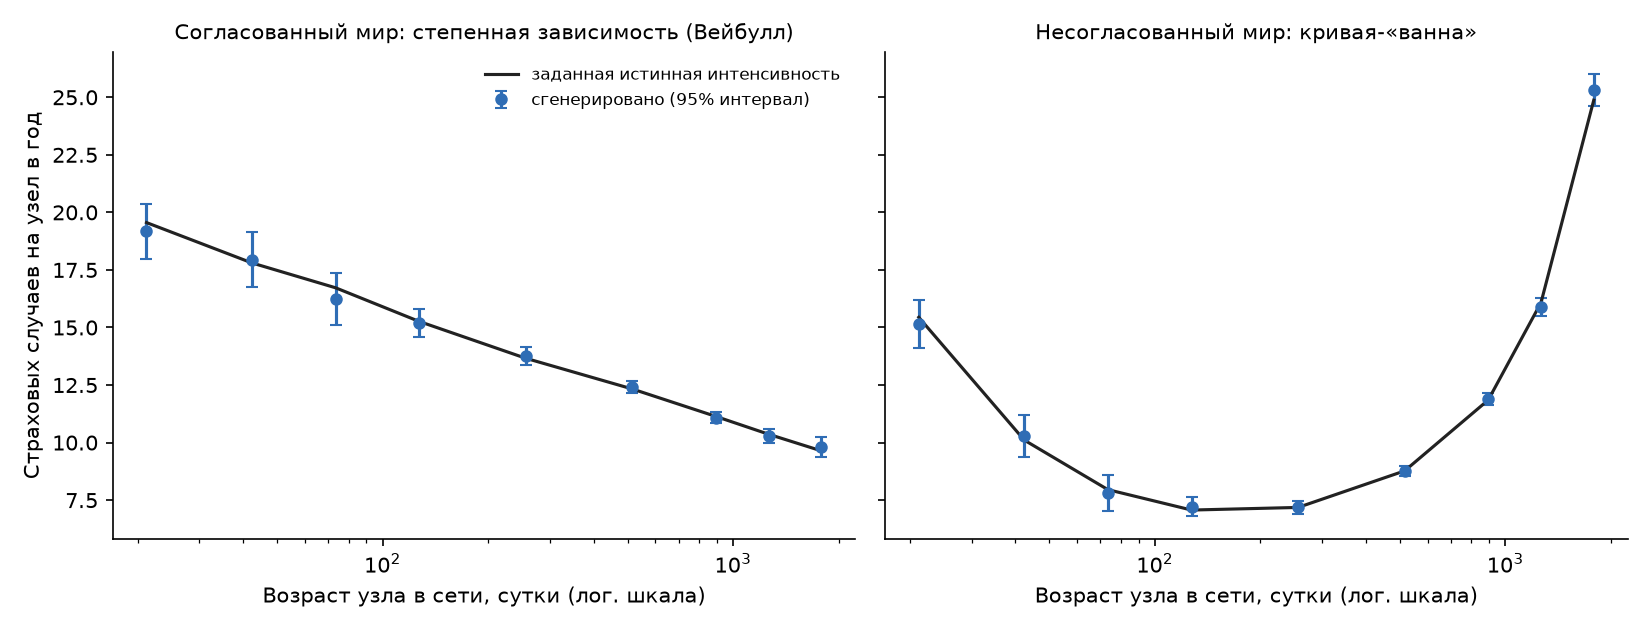 Согласованный мир: степенная зависимость (Вейбулл)
заданная истинная интенсивность
сгенерировано (95% интервал)
Страховых случаев на узел в год
25.0
22.5
20.0
17.5
15.0
12.5
10.0
7.5
10²
10³
Возраст узла в сети, сутки (лог. шкала)
Несогласованный мир: кривая-«ванна»
10²
10³
Возраст узла в сети, сутки (лог. шкала)